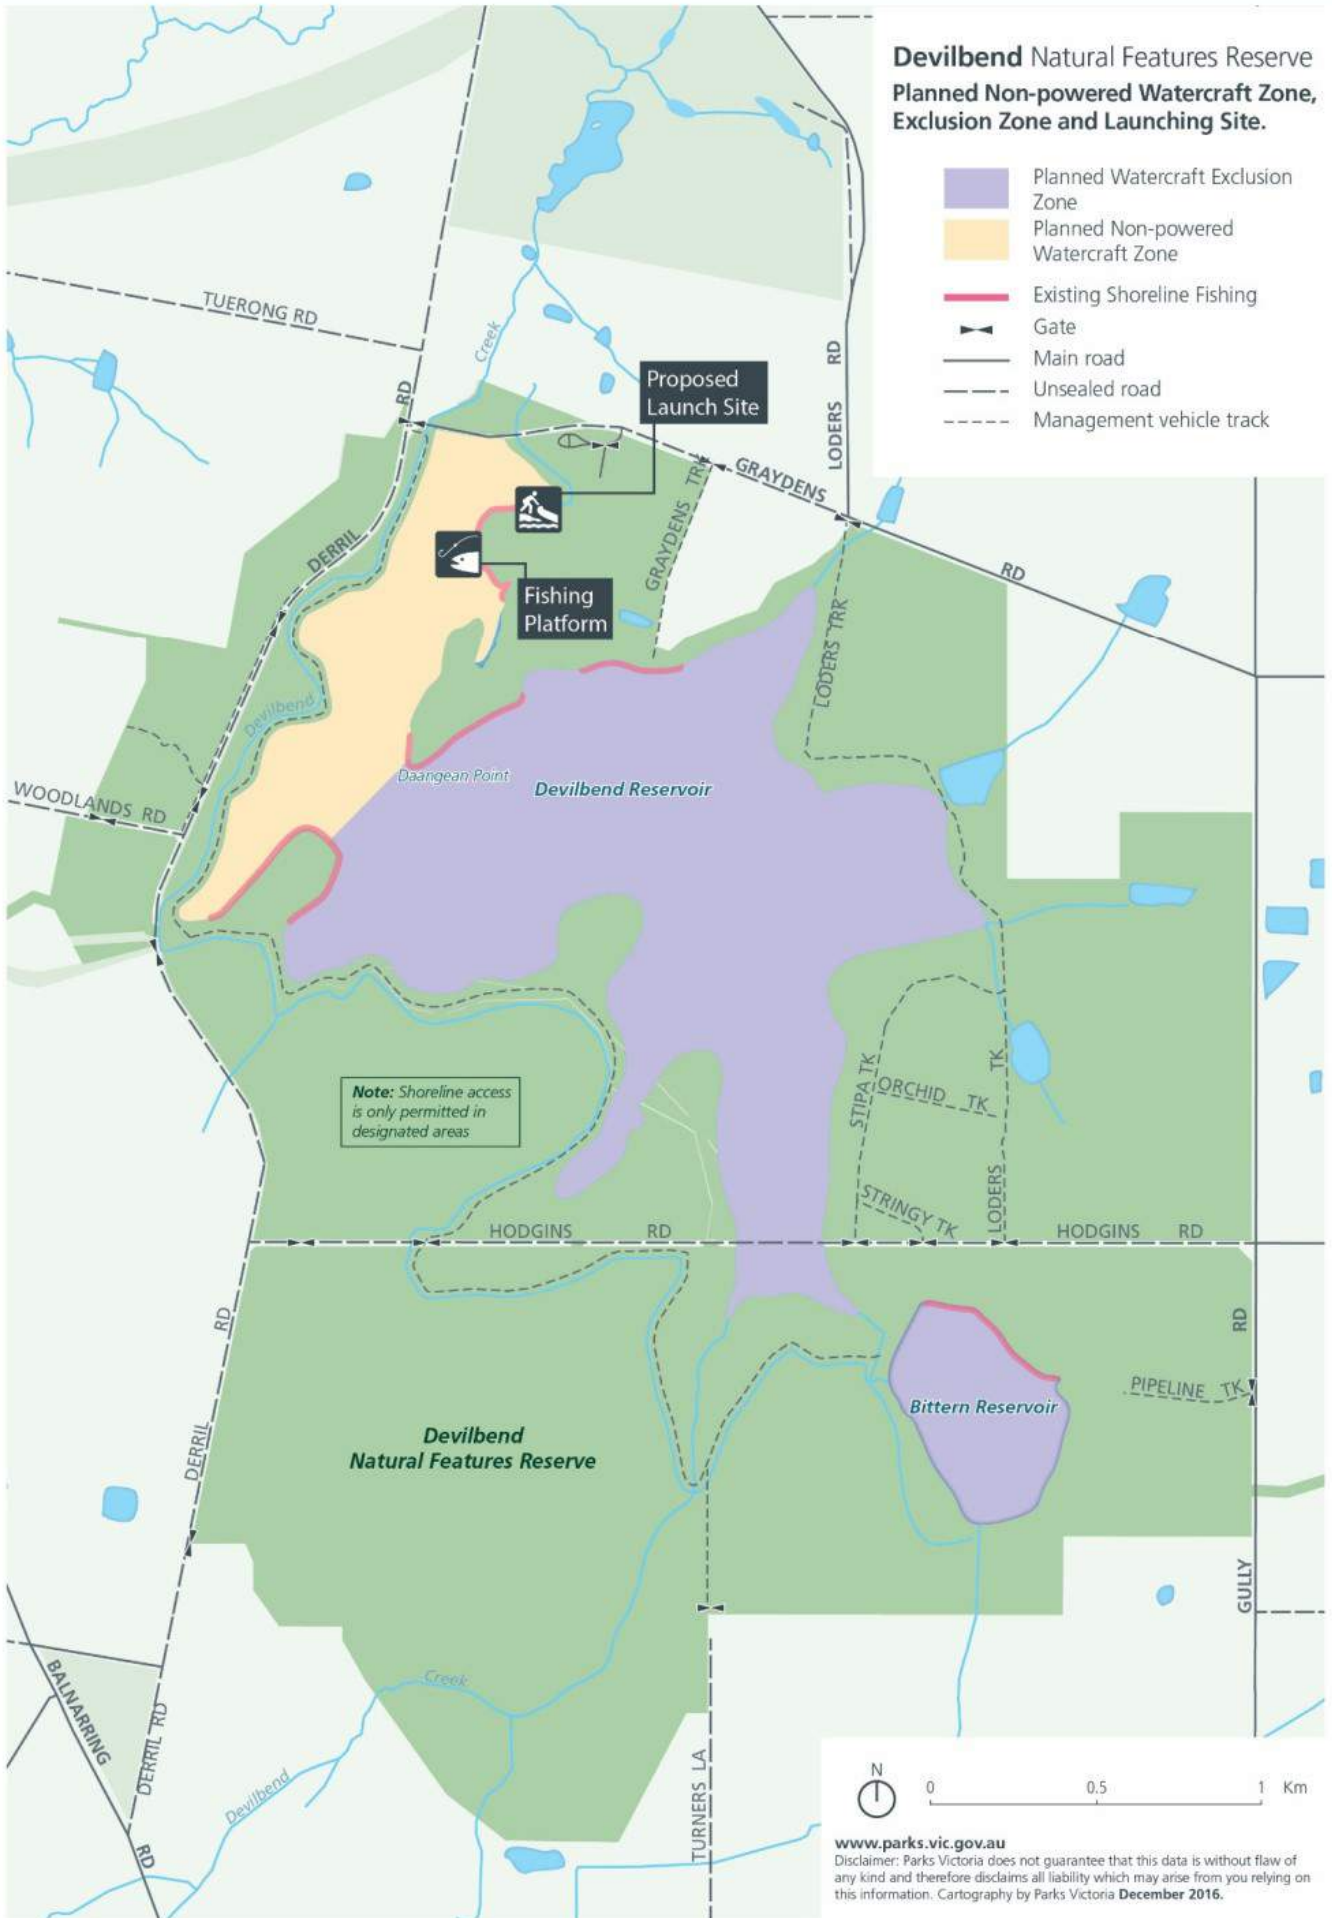 Devilbend Natural Features Reserve
Planned Non-powered Watercraft Zone,
Exclusion Zone and Launching Site.
Planned Watercraft Exclusion
Zone
Planned Non-powered
Watercraft Zone
Existing Shoreline Fishing
Gate
Main road
Unsealed road
Management vehicle track
TUERONG RD
Creek
RD
LODERS RD
Proposed
Launch Site
GRAYDENS
RD
GRAYDENS TRK
DERRIL
Fishing
Platform
LODERS TRK
Devilbend
WOODLANDS RD
Daangean Point
Devilbend Reservoir
Note: Shoreline access
is only permitted in
designated areas
STIPA TK
ORCHID TK
LODERS TK
STRINGY TK
HODGINS RD
HODGINS RD
RD
DERRIL
RD
PIPELINE TK
Bittern Reservoir
Devilbend
Natural Features Reserve
GULLY
Creek
BALNARRING
RD
DERRIL RD
Devilbend
TURNERS LA
N
0 0.5 1 Km
www.parks.vic.gov.au
Disclaimer: Parks Victoria does not guarantee that this data is without flaw of
any kind and therefore disclaims all liability which may arise from you relying on
this information. Cartography by Parks Victoria December 2016.